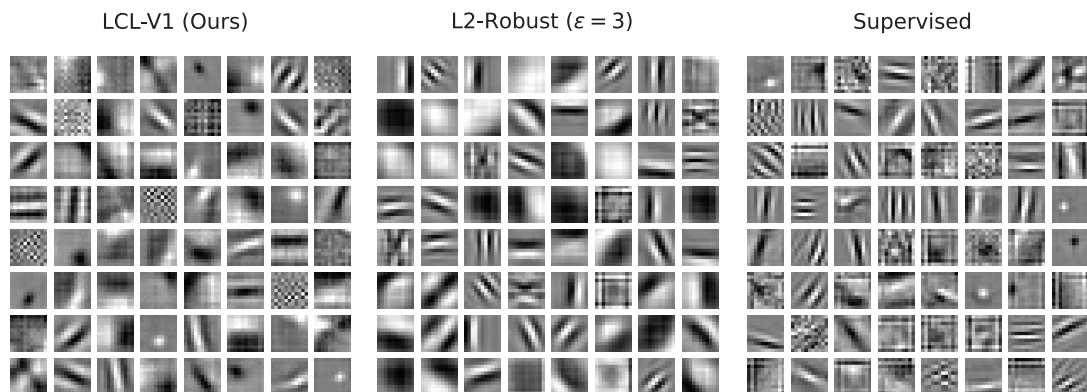 LCL-V1 (Ours)
L2-Robust (ε = 3)
Supervised